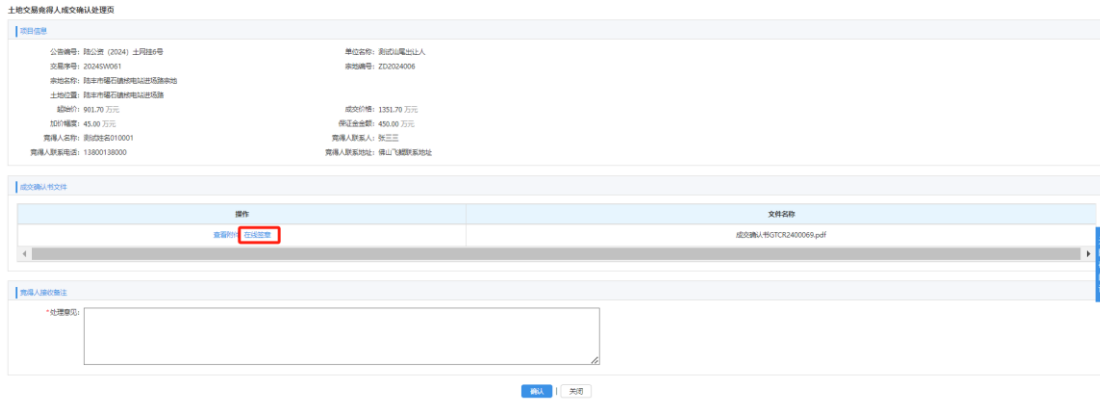 土地交易竞得人成交确认处理页
项目信息
公告编号：陆公资（2024）土网挂6号 单位名称：测试汕尾出让人
交易序号：2024SW061 宗地编号：ZD2024006
宗地名称：陆丰市碣石镇核电站进场路宗地
土地位置：陆丰市碣石镇核电站进场路
起始价：901.70 万元 成交价格：1351.70 万元
加价幅度：45.00 万元 保证金金额：450.00 万元
竞得人名称：测试姓名010001 竞得人联系人：张三三
竞得人联系电话：13800138000 竞得人联系地址：佛山飞鳃联系地址
成交确认书文件
操作 文件名称
查看附件 在线签章 成交确认书GTCR2400069.pdf
竞得人接收备注
*处理意见：
确认 | 关闭